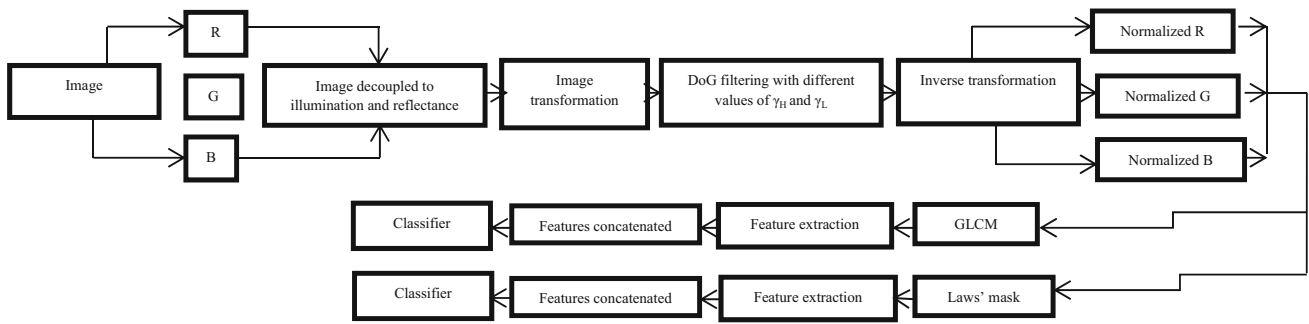 R
Image
G
B
Image decoupled to
illumination and reflectance
Image
transformation
DoG filtering with different
values of γH and γL
Inverse transformation
Normalized R
Normalized G
Normalized B
Classifier
Features concatenated
Feature extraction
GLCM
Classifier
Features concatenated
Feature extraction
Laws’ mask